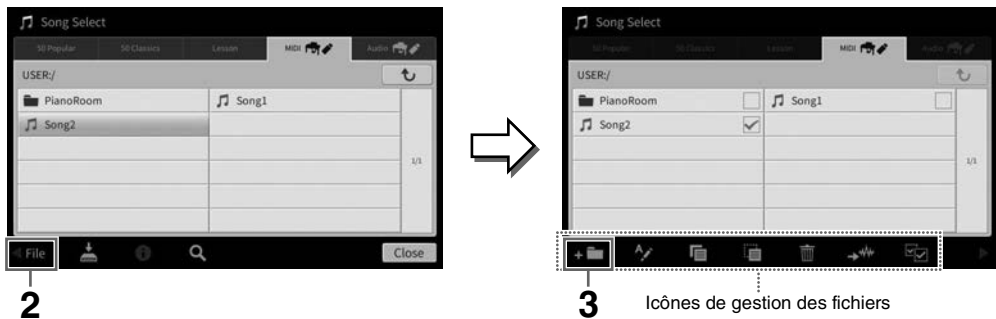 Song Select
50 Popular 50 Classics Lesson MIDI Audio
USER:/
PianoRoom Song1
Song2
1/1
File Close
2
Song Select
50 Popular 50 Classics Lesson MIDI Audio
USER:/
PianoRoom Song1
Song2
1/1
3
Icônes de gestion des fichiers